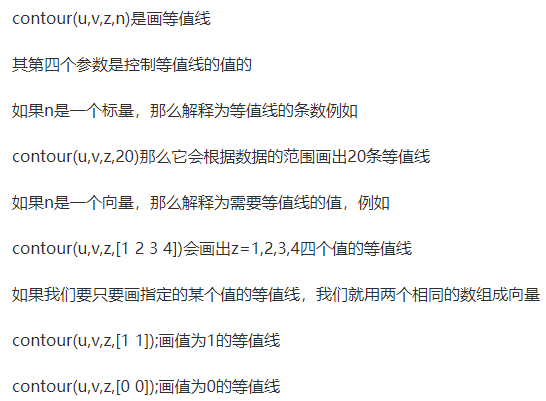 contour(u,v,z,n)是画等值线
其第四个参数是控制等值线的值的
如果n是一个标量，那么解释为等值线的条数例如
contour(u,v,z,20)那么它会根据数据的范围画出20条等值线
如果n是一个向量，那么解释为需要等值线的值，例如
contour(u,v,z,[1 2 3 4])会画出z=1,2,3,4四个值的等值线
如果我们要只要画指定的某个值的等值线，我们就用两个相同的数组成向量
contour(u,v,z,[1 1]);画值为1的等值线
contour(u,v,z,[0 0]);画值为0的等值线